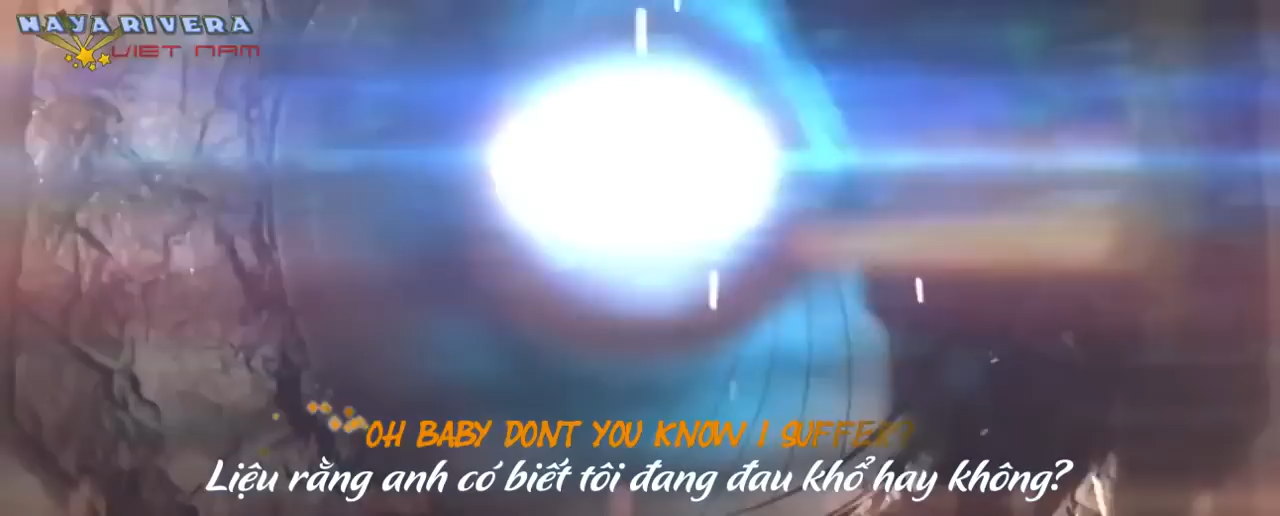 NAYA RIVERA
VIET NAM
OH BABY DONT YOU KNOW I SUFFER?
Liệu rằng anh có biết tôi đang đau khổ hay không?